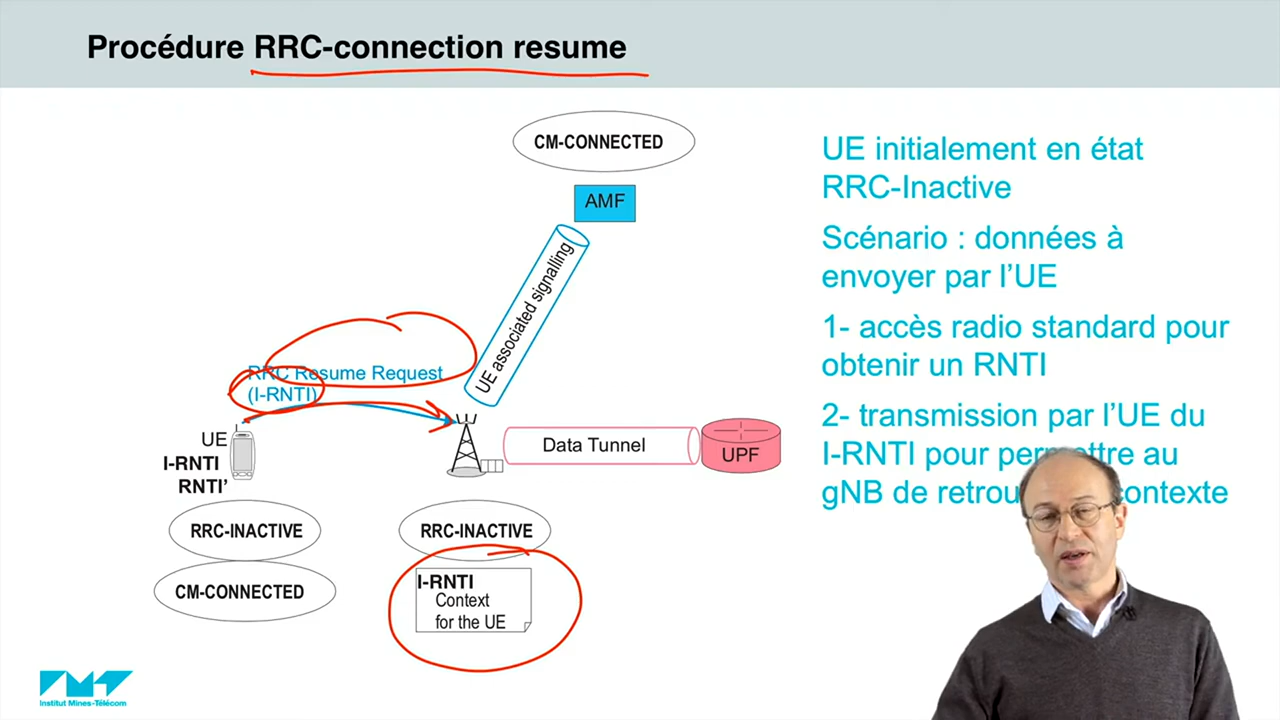 Procédure RRC-connection resume
CM-CONNECTED
AMF
UE associated signalling
RRC Resume Request
(I-RNTI)
UE
I-RNTI
RNTI’
Data Tunnel
UPF
RRC-INACTIVE
CM-CONNECTED
RRC-INACTIVE
I-RNTI
Context
for the UE
UE initialement en état
RRC-Inactive
Scénario : données à
envoyer par l’UE
1- accès radio standard pour
obtenir un RNTI
2- transmission par l’UE du
I-RNTI pour permettre au
gNB de contexte
Institut Mines-Télécom